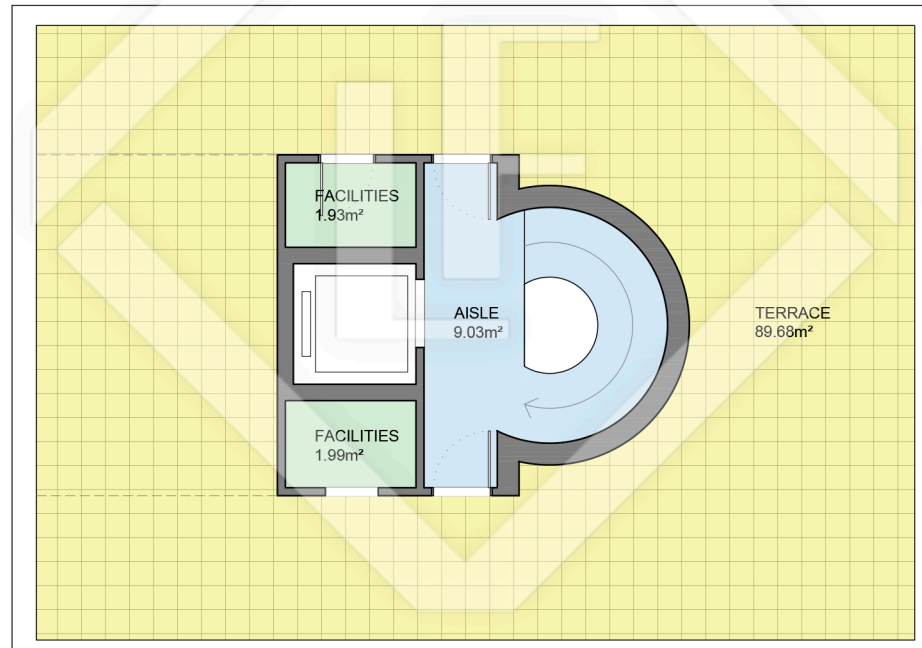 FACILITIES
1.93m²
AISLE
9.03m²
TERRACE
89.68m²
FACILITIES
1.99m²